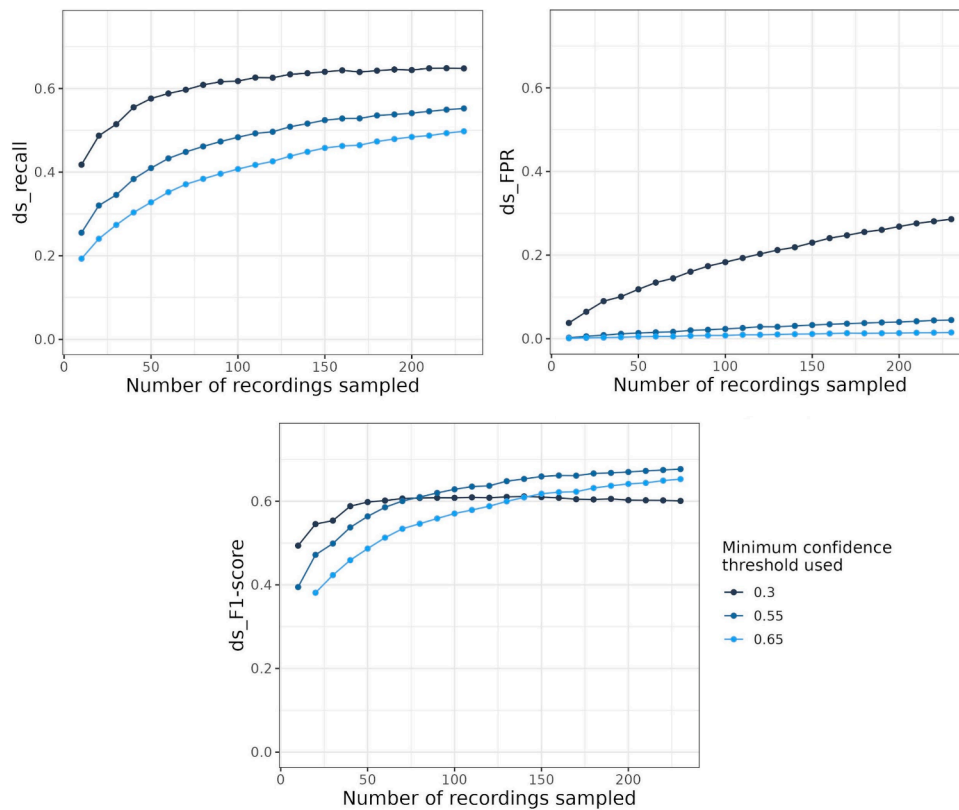 ds_recall
0.6
0.4
0.2
0.0
0 50 100 150 200
Number of recordings sampled
ds_FPR
0.6
0.4
0.2
0.0
0 50 100 150 200
Number of recordings sampled
ds_F1-score
0.6
0.4
0.2
0.0
0 50 100 150 200
Number of recordings sampled
Minimum confidence
threshold used
0.3
0.55
0.65